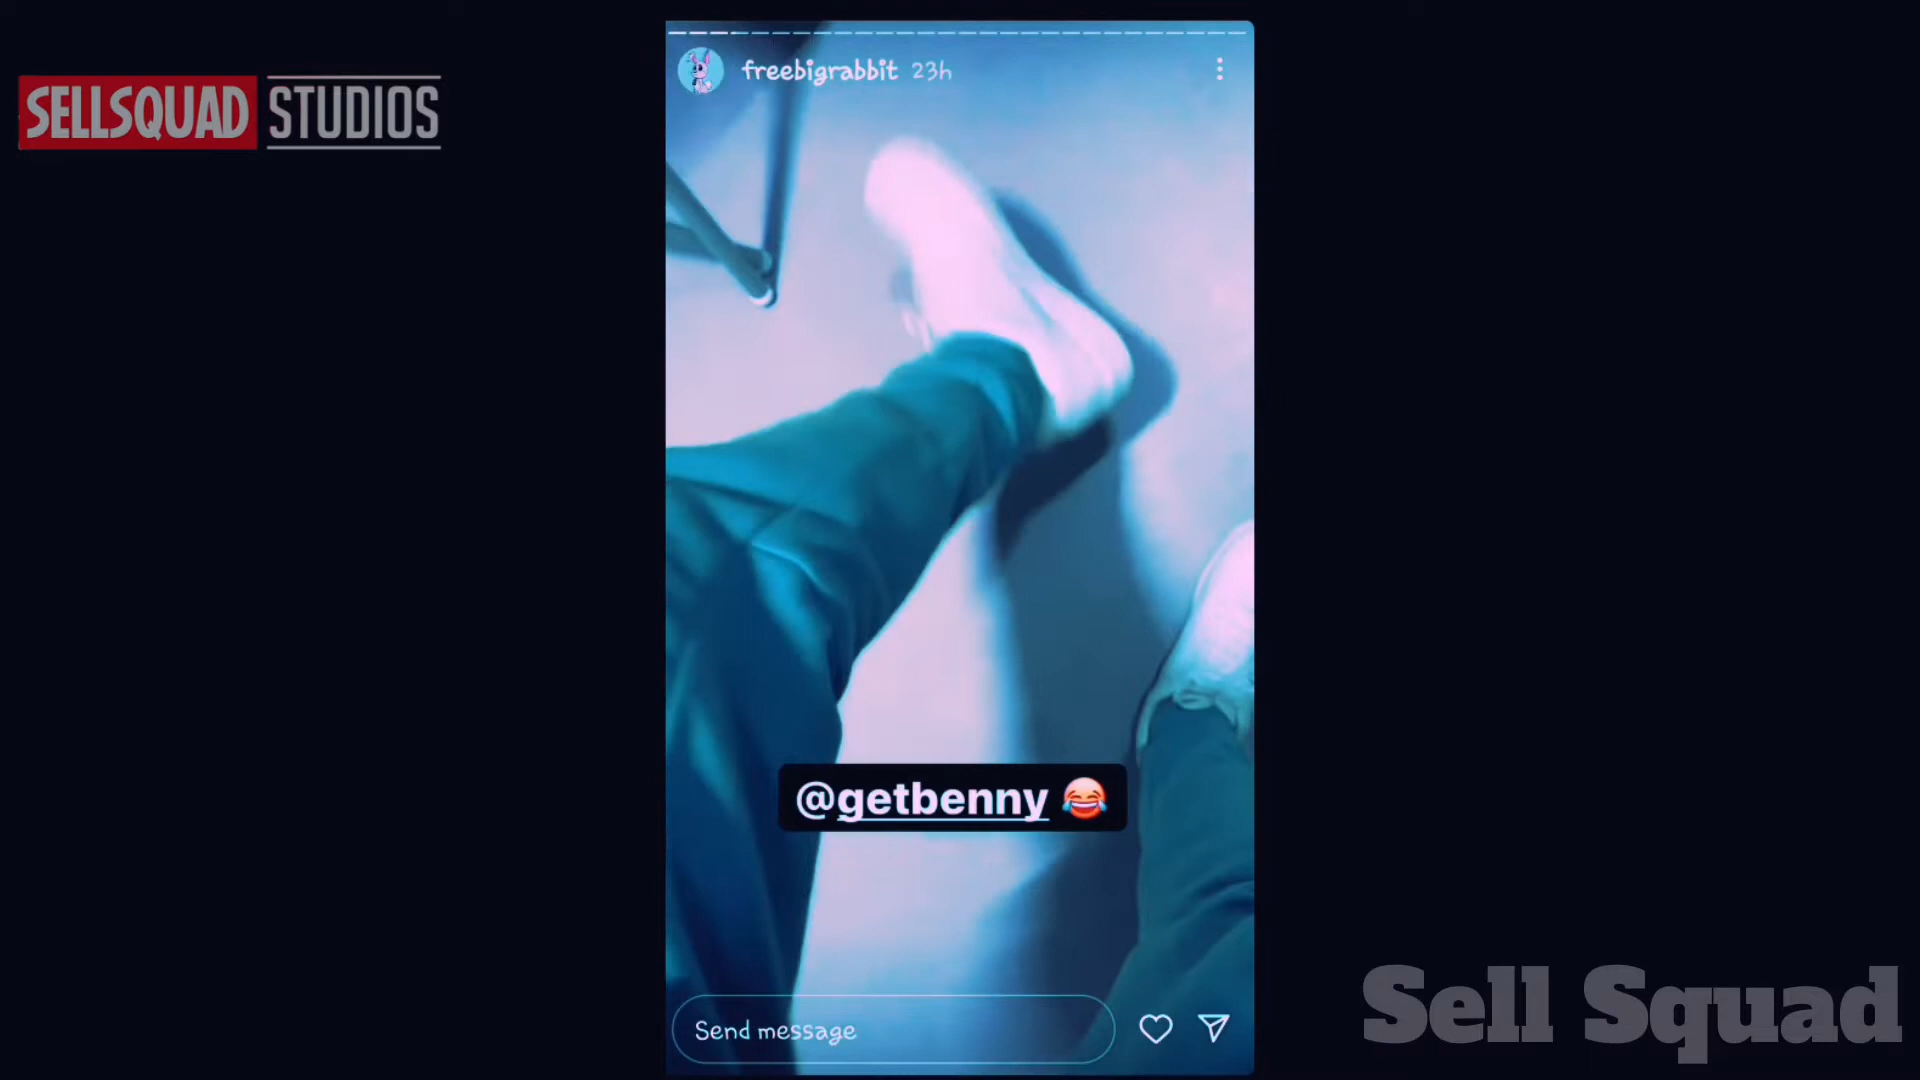 SELLSQUAD STUDIOS
freebigrabbit 23h
@getbenny 😂
Send message
Sell Squad